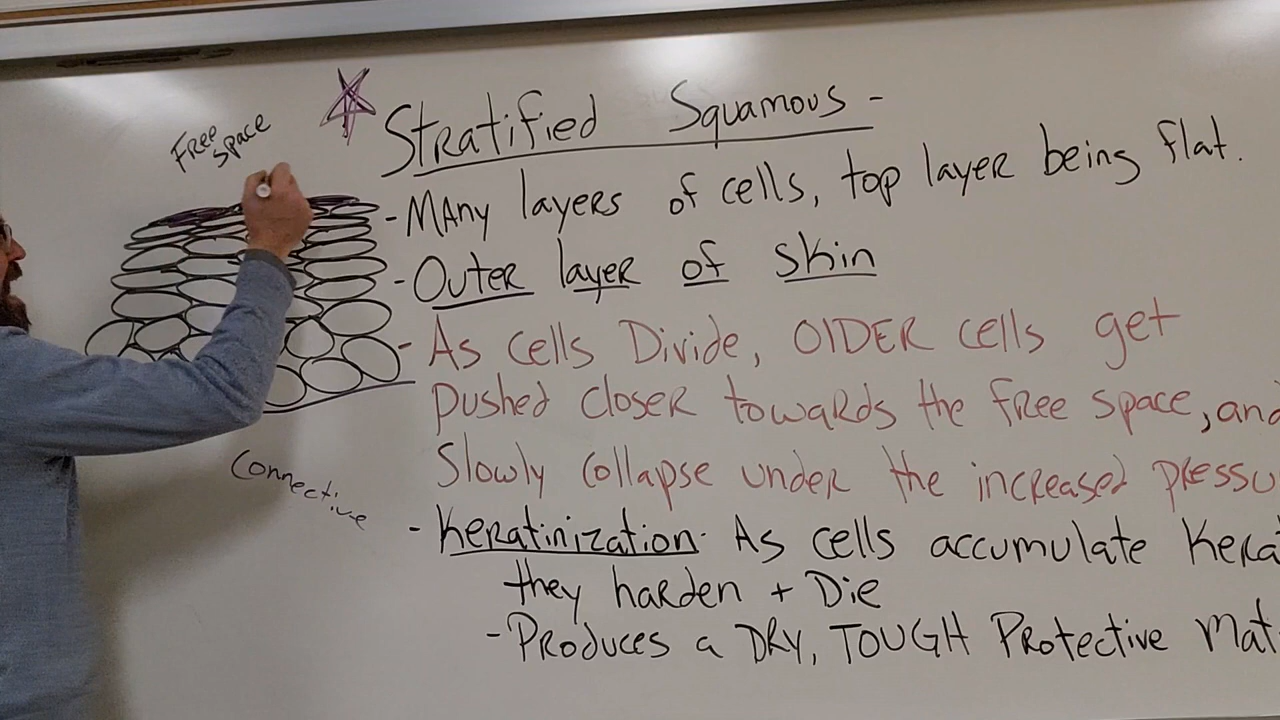 Free
space
Stratified Squamous -
- Many layers of cells, top layer being flat.
- Outer layer of skin
- As cells Divide, OlDER cells get
pushed closer towards the free space, and
Slowly collapse under the increased pressu
Connective
- Keratinization: As cells accumulate Kera
they harden + Die
- Produces a DRY, TOUGH Protective Mat